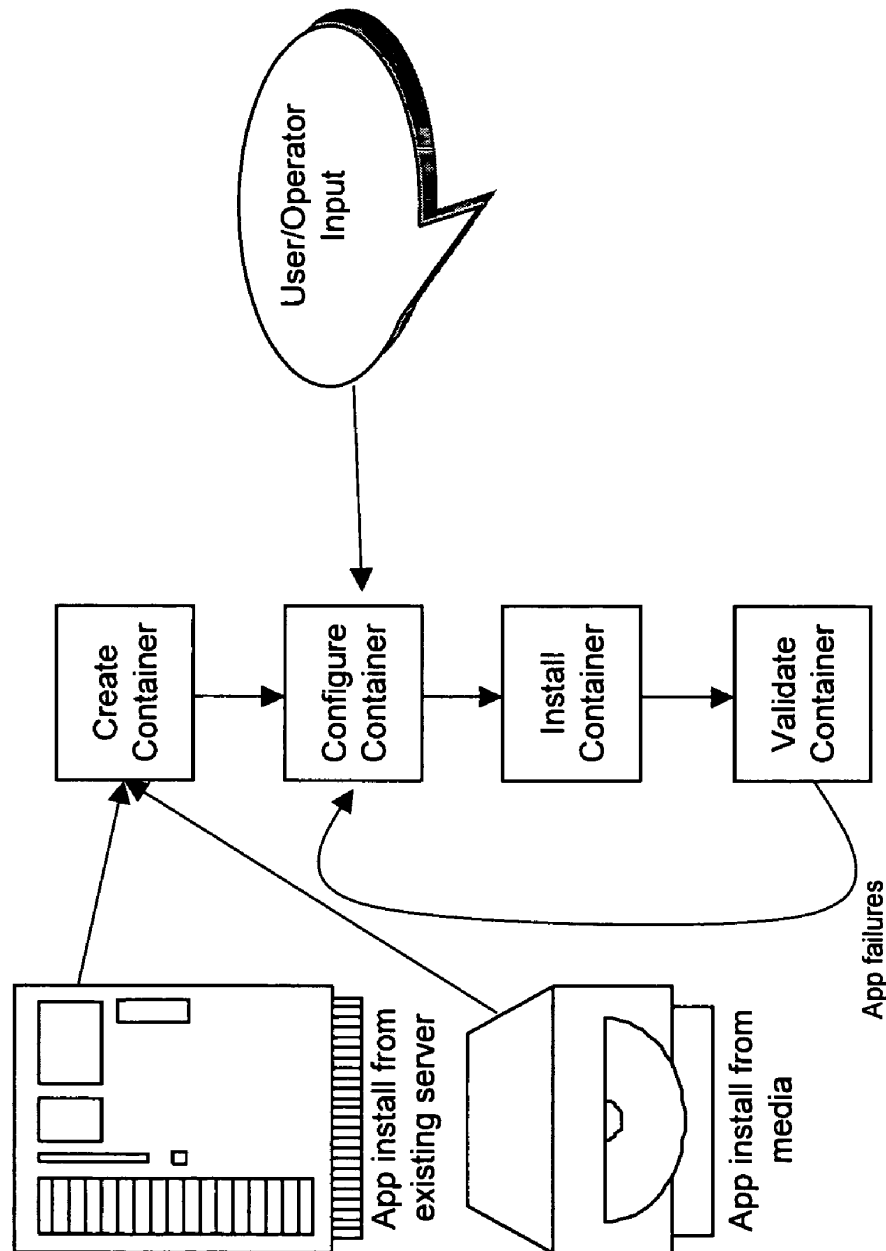 App install from
existing server
App install from
media
Create
Container
Configure
Container
Install
Container
Validate
Container
App failures
User/Operator
Input